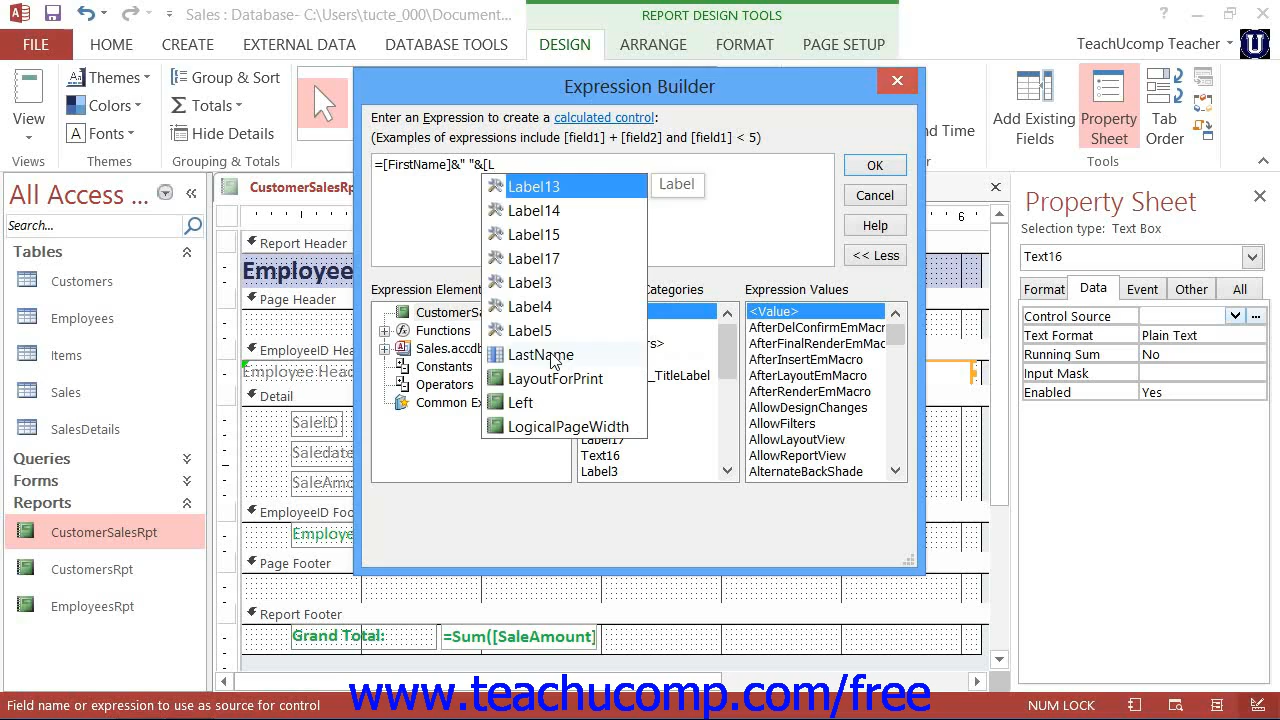 Sales : Database- C:\Users\tucte_000\Document...
REPORT DESIGN TOOLS
?
FILE
HOME
CREATE
EXTERNAL DATA
DATABASE TOOLS
DESIGN
ARRANGE
FORMAT
PAGE SETUP
TeachUcomp Teacher
U
View
Views
Themes
Colors
Fonts
Themes
Group & Sort
Totals
Hide Details
nd Time
Add Existing
Fields
Property
Sheet
Tab
Order
Tools
All Access ...
Search...
Tables
Customers
Employees
Items
Sales
SalesDetails
Queries
Forms
Reports
CustomerSalesRpt
CustomersRpt
EmployeesRpt
CustomerSalesRp
6
Report Header
Employee
Page Header
EmployeeID Hea
Employee Head
Detail
SaleID
Saledate
SaleAmo
EmployeeID Foo
Employe
Page Footer
Report Footer
Grand Total:
=Sum([SaleAmount]
Expression Builder
Enter an Expression to create a calculated control:
(Examples of expressions include [field1] + [field2] and [field1] < 5)
=[FirstName]&" "&[L
OK
Cancel
Help
<< Less
Label13
Label
Label14
Label15
Label17
Label3
Label4
Label5
LastName
LayoutForPrint
Left
LogicalPageWidth
Expression Elemen
CustomerSa
Functions
Sales.accdb
Constants
Operators
Common Ex
Categories
rs>
_TitleLabel
Label17
Text16
Label3
Expression Values
<Value>
AfterDelConfirmEmMacr
AfterFinalRenderEmMac
AfterInsertEmMacro
AfterLayoutEmMacro
AfterRenderEmMacro
AllowDesignChanges
AllowFilters
AllowLayoutView
AllowReportView
AlternateBackShade
Property Sheet
Selection type: Text Box
Text16
Format
Data
Event
Other
All
Control Source
Text Format Plain Text
Running Sum No
Input Mask
Enabled Yes
www.teachucomp.com/free
Field name or expression to use as source for control
NUM LOCK